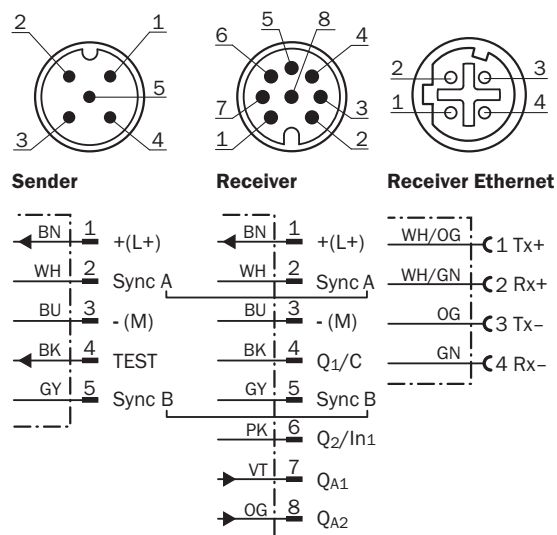 2 1 5 3 4
5 8 6 4 7 3 1 2
2 3 1 4
Sender
BN 1 +(L+)
WH 2 Sync A
BU 3 - (M)
BK 4 TEST
GY 5 Sync B
Receiver
BN 1 +(L+)
WH 2 Sync A
BU 3 - (M)
BK 4 Q1/C
GY 5 Sync B
PK 6 Q2/In1
VT 7 QA1
OG 8 QA2
Receiver Ethernet
WH/OG 1 Tx+
WH/GN 2 Rx+
OG 3 Tx–
GN 4 Rx–